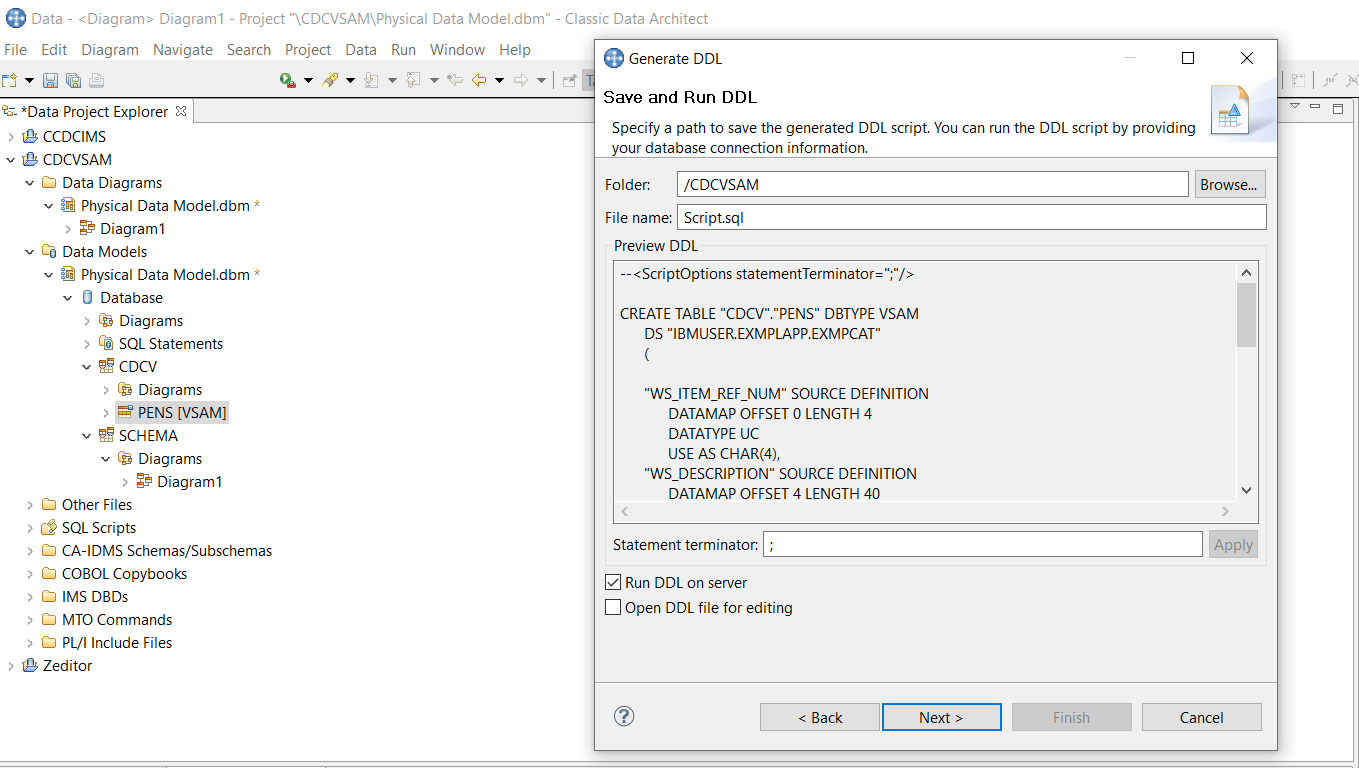 Data - <Diagram> Diagram1 - Project "\CDCVSAM\Physical Data Model.dbm" - Classic Data Architect
File Edit Diagram Navigate Search Project Data Run Window Help
*Data Project Explorer
CCDCIMS
CDCVSAM
Data Diagrams
Physical Data Model.dbm *
Diagram1
Data Models
Physical Data Model.dbm *
Database
Diagrams
SQL Statements
CDCV
Diagrams
PENS [VSAM]
SCHEMA
Diagrams
Diagram1
Other Files
SQL Scripts
CA-IDMS Schemas/Subschemas
COBOL Copybooks
IMS DBDs
MTO Commands
PL/I Include Files
Zeditor
Generate DDL
Save and Run DDL
Specify a path to save the generated DDL script. You can run the DDL script by providing
your database connection information.
Folder: /CDCVSAM Browse...
File name: Script.sql
Preview DDL
--<ScriptOptions statementTerminator=";"/>
CREATE TABLE "CDCV"."PENS" DBTYPE VSAM
DS "IBMUSER.EXMPLAPP.EXMPCAT"
(
"WS_ITEM_REF_NUM" SOURCE DEFINITION
DATAMAP OFFSET 0 LENGTH 4
DATATYPE UC
USE AS CHAR(4),
"WS_DESCRIPTION" SOURCE DEFINITION
DATAMAP OFFSET 4 LENGTH 40
Statement terminator: ; Apply
Run DDL on server
Open DDL file for editing
? < Back Next > Finish Cancel